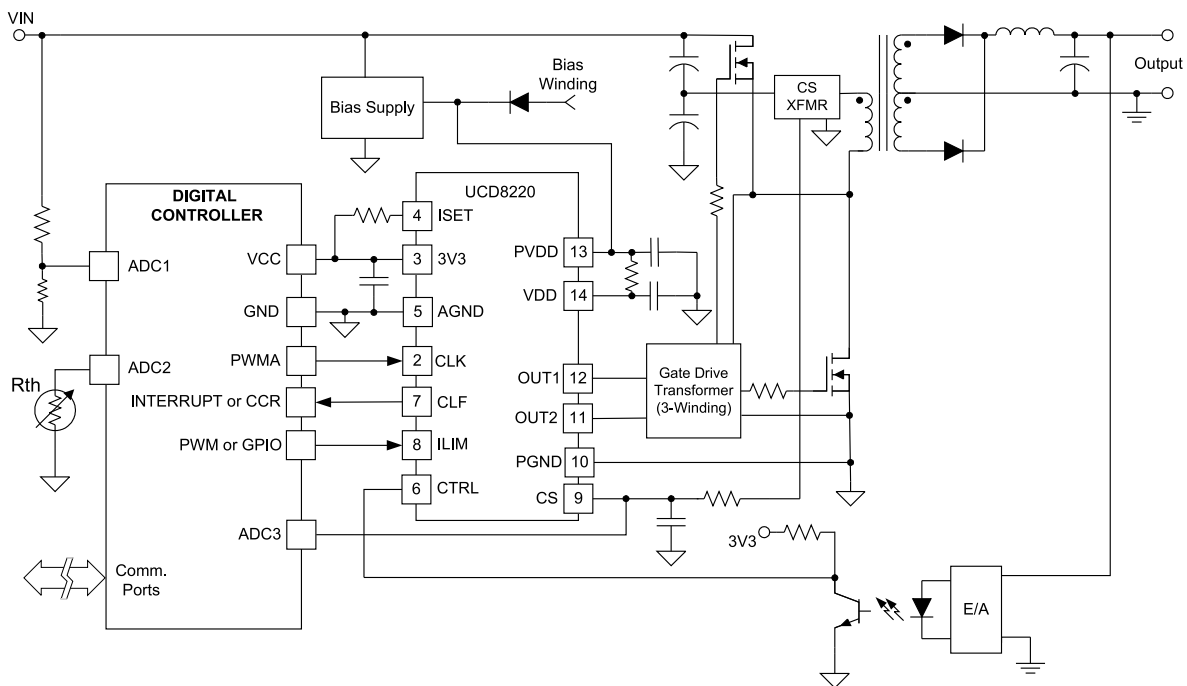 VIN
Bias
Winding
Bias Supply
CS
XFMR
Output
DIGITAL
CONTROLLER
UCD8220
4
ISET
ADC1
VCC
3
3V3
PVDD
13
VDD
14
GND
5
AGND
ADC2
PWMA
2
CLK
OUT1
12
Gate Drive
Transformer
(3-Winding)
Rth
INTERRUPT or CCR
7
CLF
OUT2
11
PWM or GPIO
8
ILIM
PGND
10
6
CTRL
CS
9
ADC3
3V3
Comm.
Ports
E/A